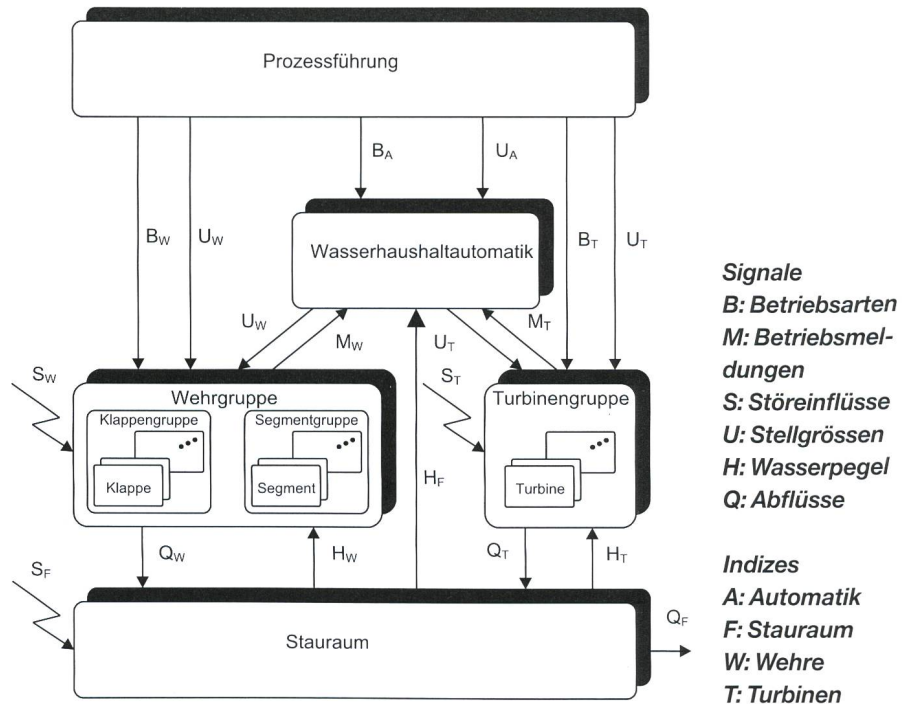 Prozessführung
B_A
U_A
B_W
U_W
B_T
U_T
Wasserhaushaltautomatik
U_W
M_W
U_T
M_T
S_W
S_T
Wehrgruppe
Klappengruppe
Segmentgruppe
Klappe
Segment
Turbinengruppe
Turbine
H_F
Q_W
H_W
Q_T
H_T
S_F
Stauraum
Q_F
Signale
B: Betriebsarten
M: Betriebsmel-
dungen
S: Störeinflüsse
U: Stellgrössen
H: Wasserpegel
Q: Abflüsse
Indizes
A: Automatik
F: Stauraum
W: Wehre
T: Turbinen